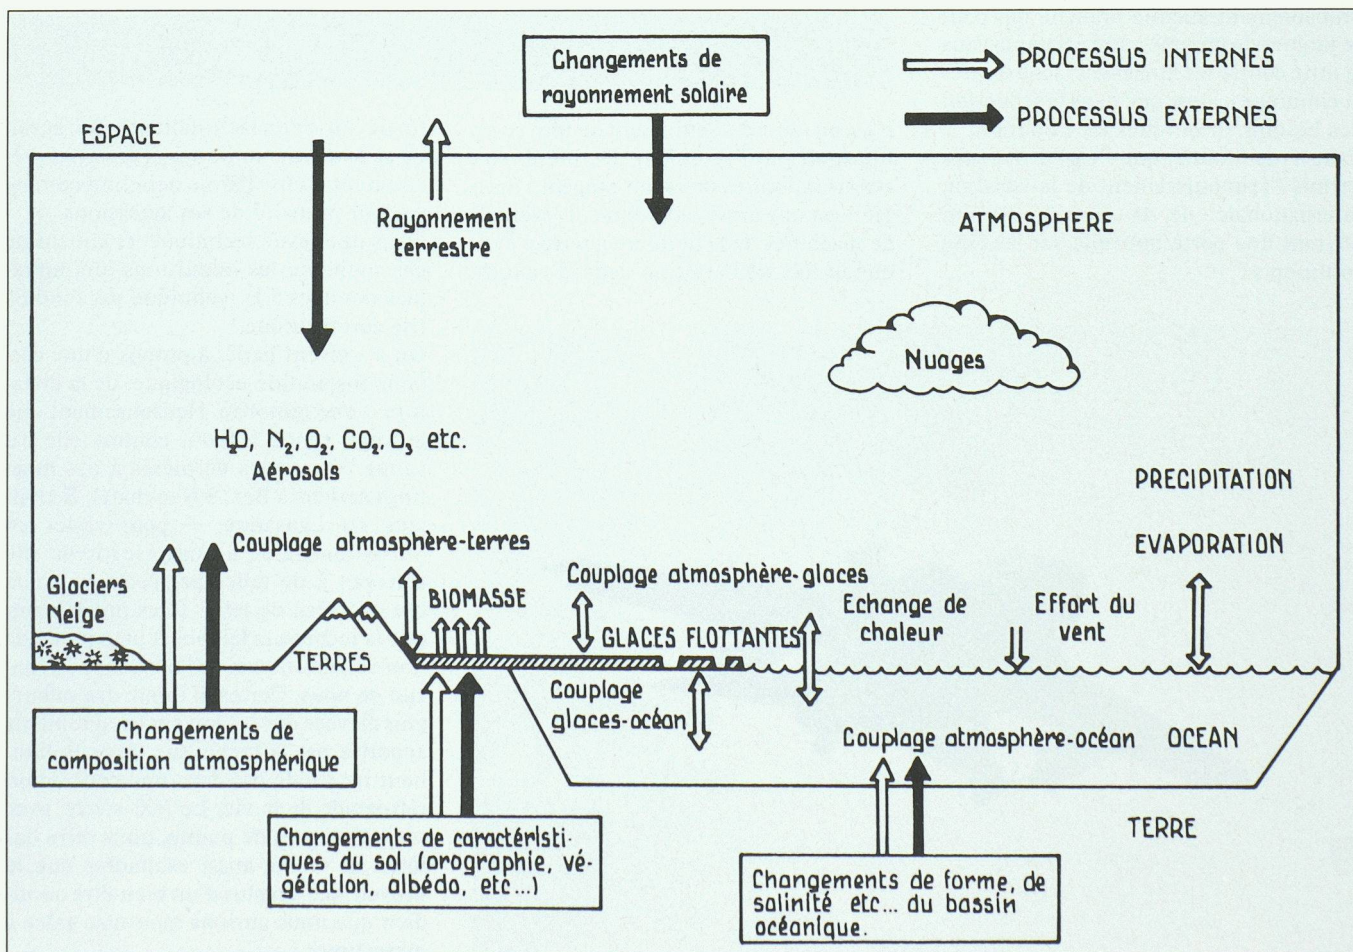 Changements de
rayonnement solaire
PROCESSUS INTERNES
PROCESSUS EXTERNES
ESPACE
Rayonnement
terrestre
ATMOSPHERE
Nuages
H2O, N2, O2, CO2, O3 etc.
Aérosols
PRECIPITATION
EVAPORATION
Couplage atmosphère-terres
Glaciers
Neige
BIOMASSE
Couplage atmosphère-glaces
Echange de
chaleur
Effort du
vent
TERRES
GLACES FLOTTANTES
Couplage
glaces-océan
Couplage atmosphère-océan
OCEAN
Changements de
composition atmosphérique
TERRE
Changements de caractéristi-
ques du sol (orographie, vé-
gétation, albédo, etc...)
Changements de forme, de
salinité etc... du bassin
océanique.